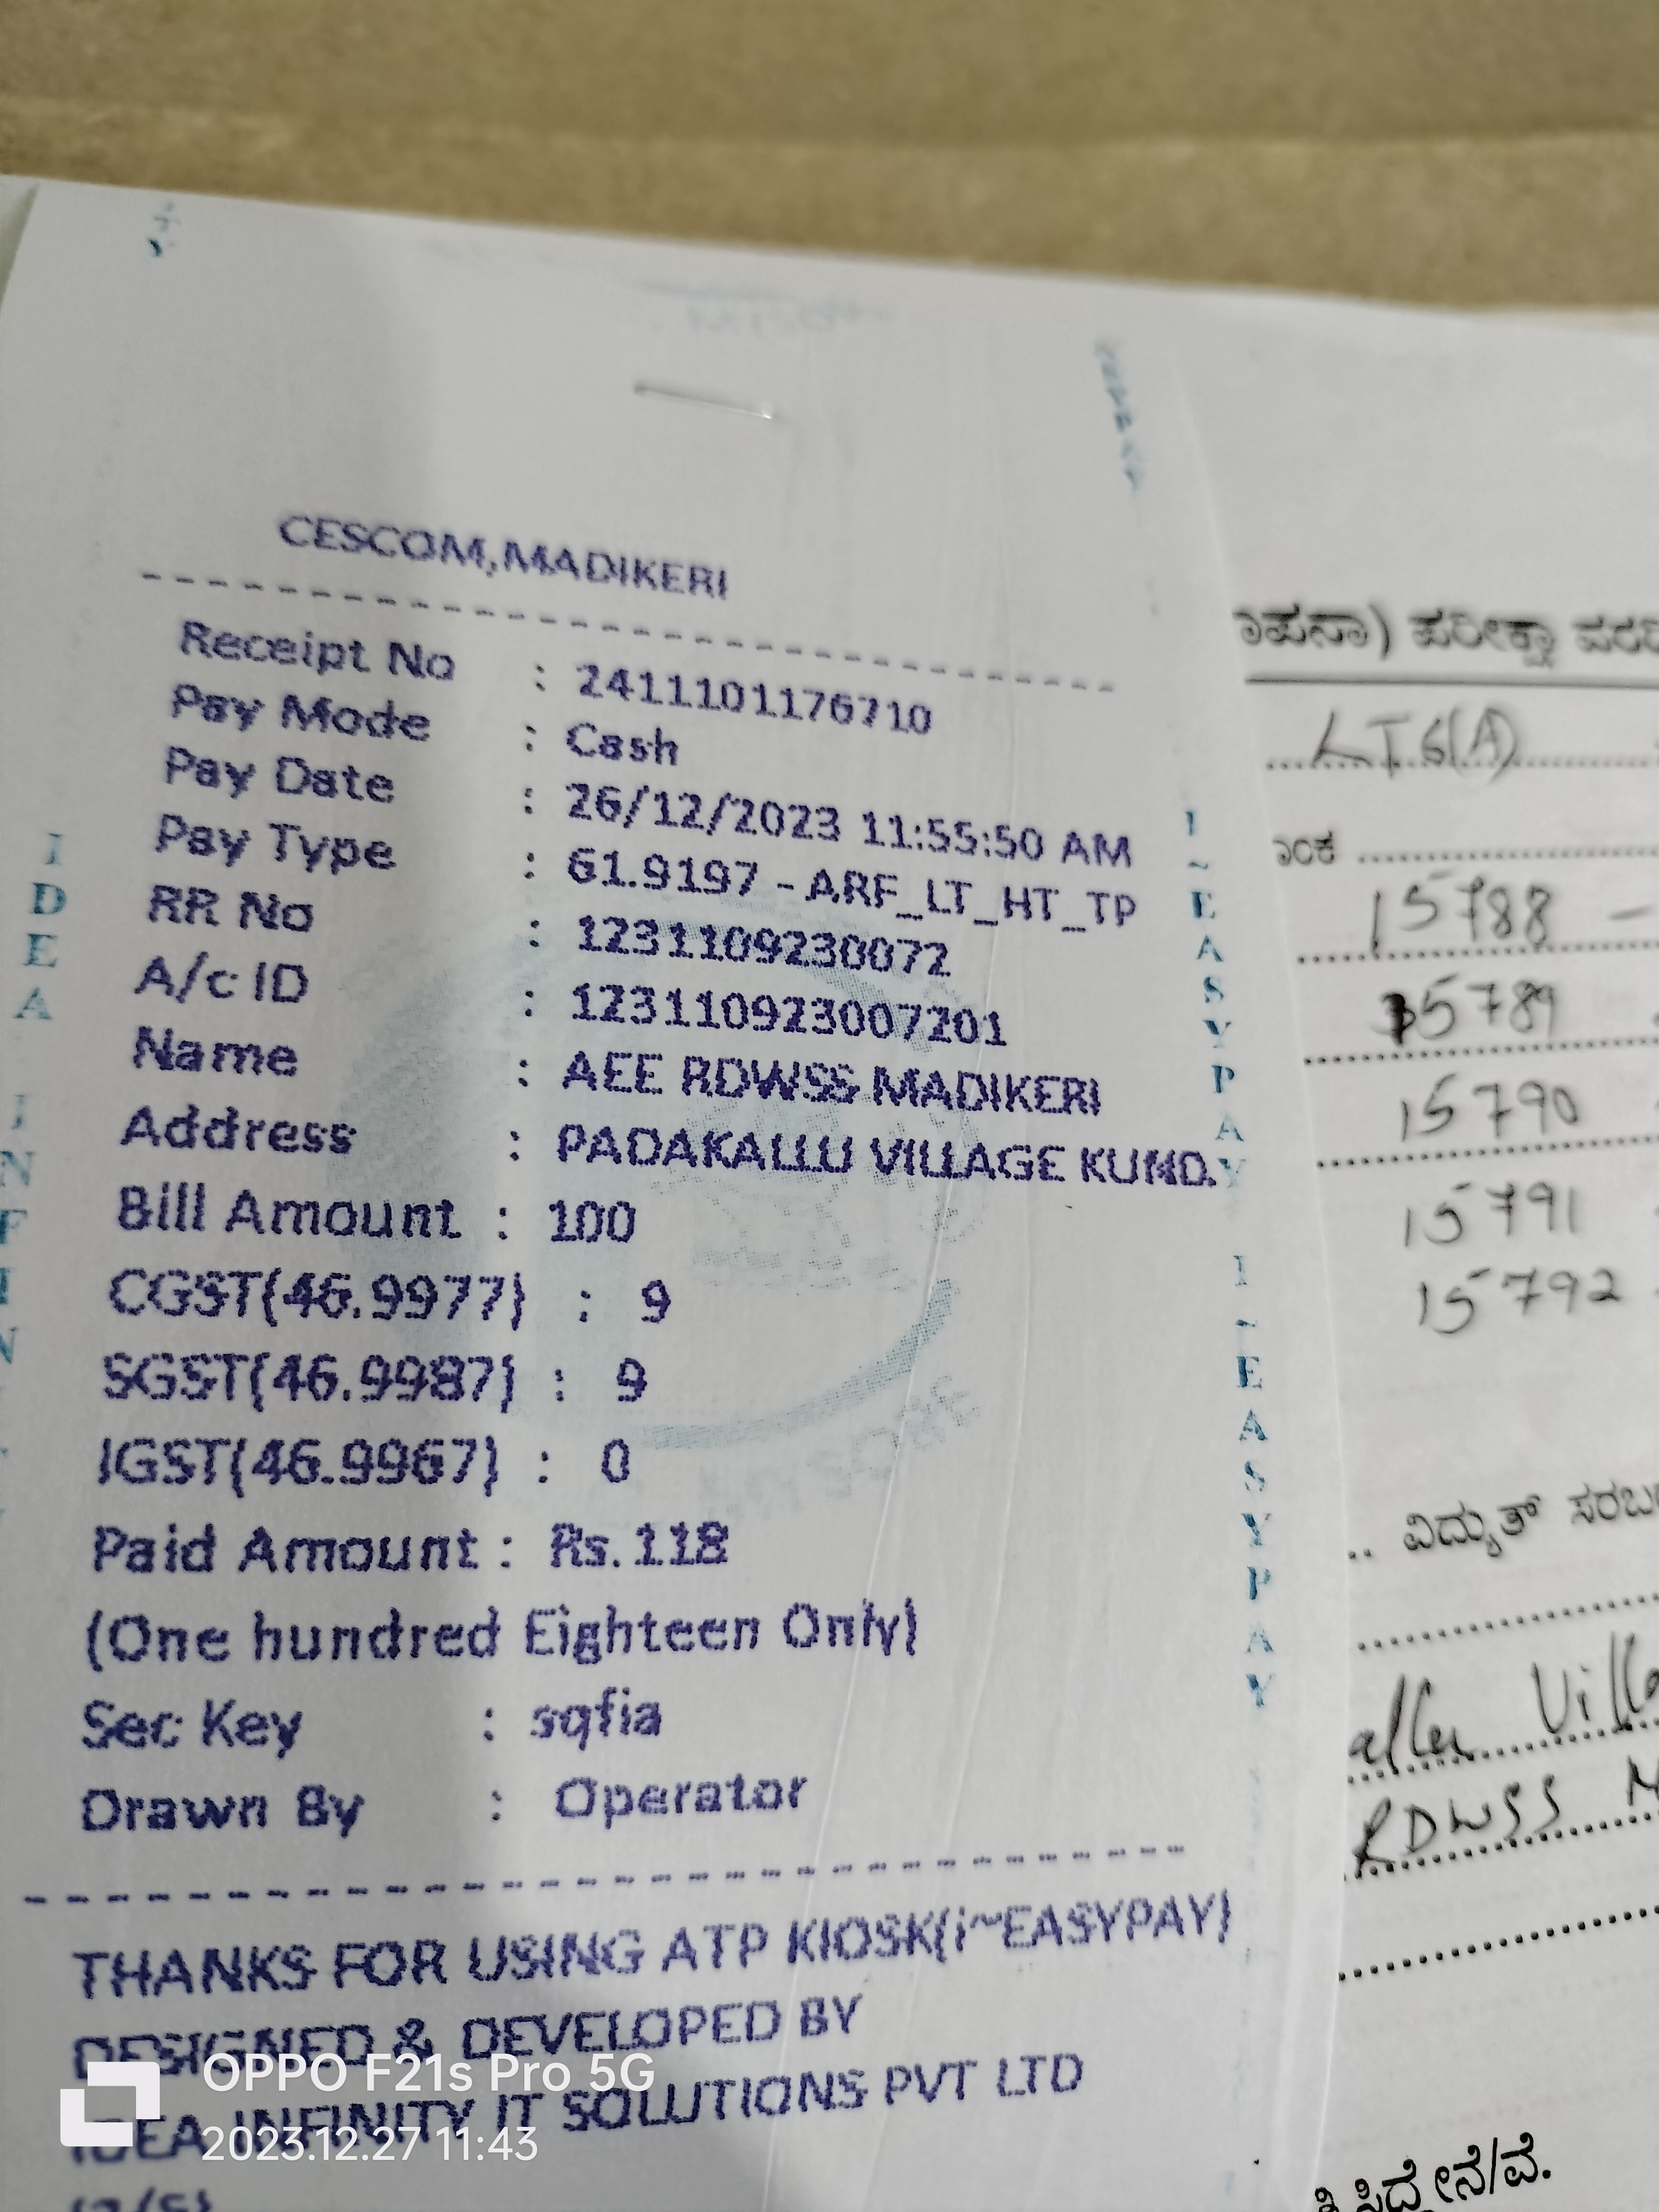 CESCOM,MADIKERI
Receipt No : 2411101176710
Pay Mode : Cash
Pay Date : 26/12/2023 11:55:50 AM
Pay Type : 61.9197 - ARF_LT_HT_TP
RR No : 1231109230072
A/c ID : 123110923007201
Name : AEE RDWSS MADIKERI
Address : PADAKALLU VILLAGE KUMD.
Bill Amount : 100
CGST(46.9977) : 9
SGST(46.9987) : 9
IGST(46.9967) : 0
Paid Amount : Rs. 118
(One hundred Eighteen Only)
Sec Key : sqfia
Drawn By : Operator
THANKS FOR USING ATP KIOSK(i~EASYPAY)
DESIGNED & DEVELOPED BY
IDEA INFINITY IT SOLUTIONS PVT LTD
IDEA INFIN
I~EASYPAY
I~EASYPAY
ಾಪನಾ) ಪರೀಕ್ಷಾ ವರದಿ
LT6(A)
ಾಂಕ
15788 -
15789
15790
15791
15792
.. ವಿದ್ಯುತ್ ಸರಬ
allu Villa
RDWSS M
OPPO F21s Pro 5G
2023.12.27 11:43